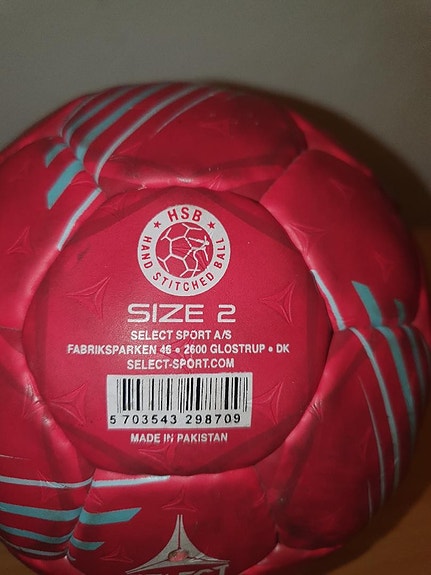 ★ HSB ★
HAND STITCHED BALL
SIZE 2
SELECT SPORT A/S
FABRIKSPARKEN 46 • 2600 GLOSTRUP • DK
SELECT-SPORT.COM
5 703543 298709
MADE IN PAKISTAN
SELECT